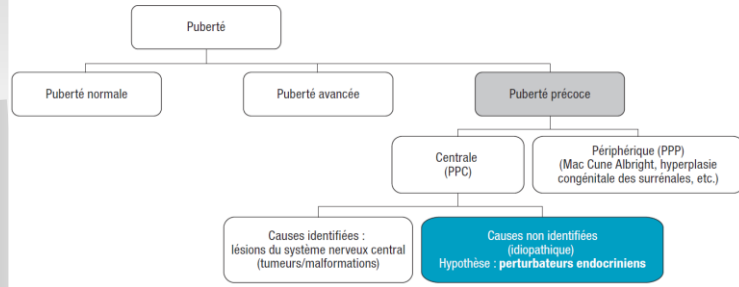 Puberté
Puberté normale
Puberté avancée
Puberté précoce
Centrale
(PPC)
Périphérique (PPP)
(Mac Cune Albright, hyperplasie
congénitale des surrénales, etc.)
Causes identifiées :
lésions du système nerveux central
(tumeurs/malformations)
Causes non identifiées
(idiopathique)
Hypothèse : perturbateurs endocriniens